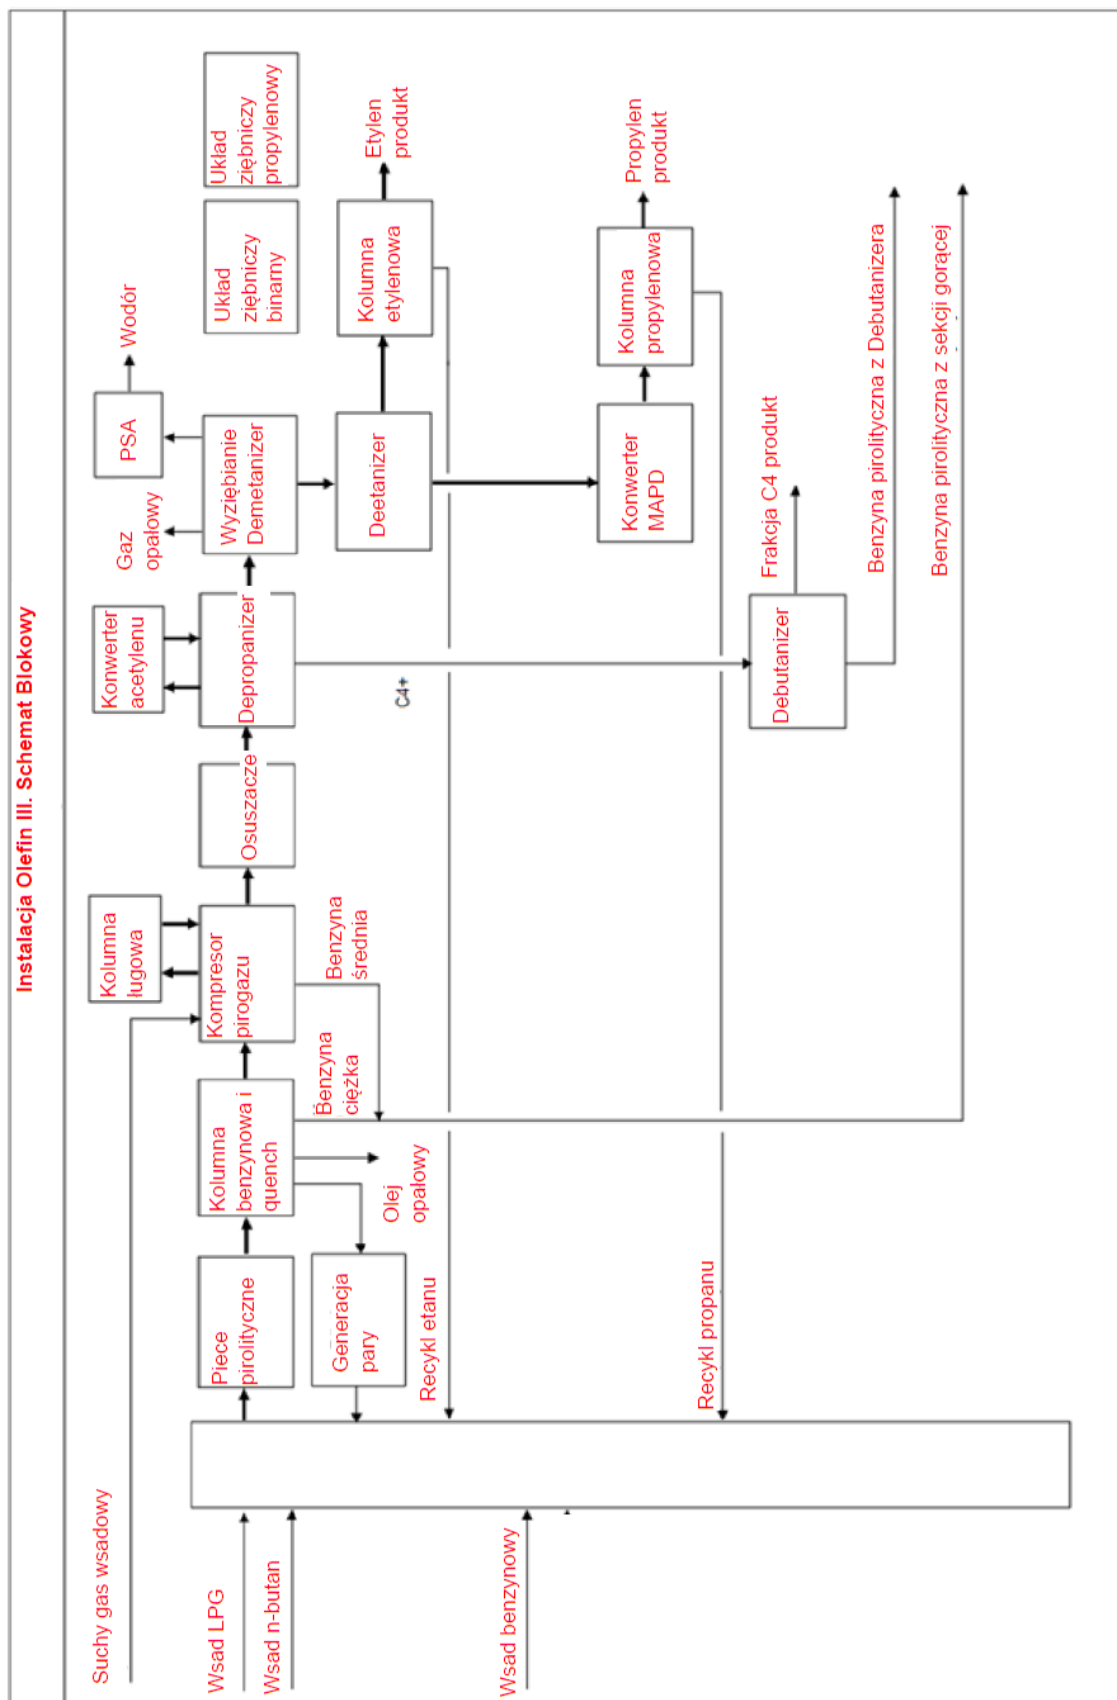 Instalacja Olefin III. Schemat Blokowy
Suchy gas wsadowy
Wsad LPG
Wsad n-butan
Wsad benzynowy
Piece
pirolityczne
Generacja
pary
Recykl etanu
Recykl propanu
Kolumna
benzynowa i
quench
Olej
opałowy
Benzyna
ciężka
Benzyna
średnia
Kolumna
ługowa
Kompresor
pirogazu
Osuszacze
Konwerter
acetylenu
Depropanizer
C4+
Gaz
opałowy
PSA
Wodór
Wyziębianie
Demetanizer
Układ
ziębniczy
binarny
Układ
ziębniczy
propylenowy
Deetanizer
Kolumna
etylenowa
Etylen
produkt
Konwerter
MAPD
Kolumna
propylenowa
Propylen
produkt
Debutanizer
Frakcja C4 produkt
Benzyna pirolityczna z Debutanizera
Benzyna pirolityczna z sekcji gorącej